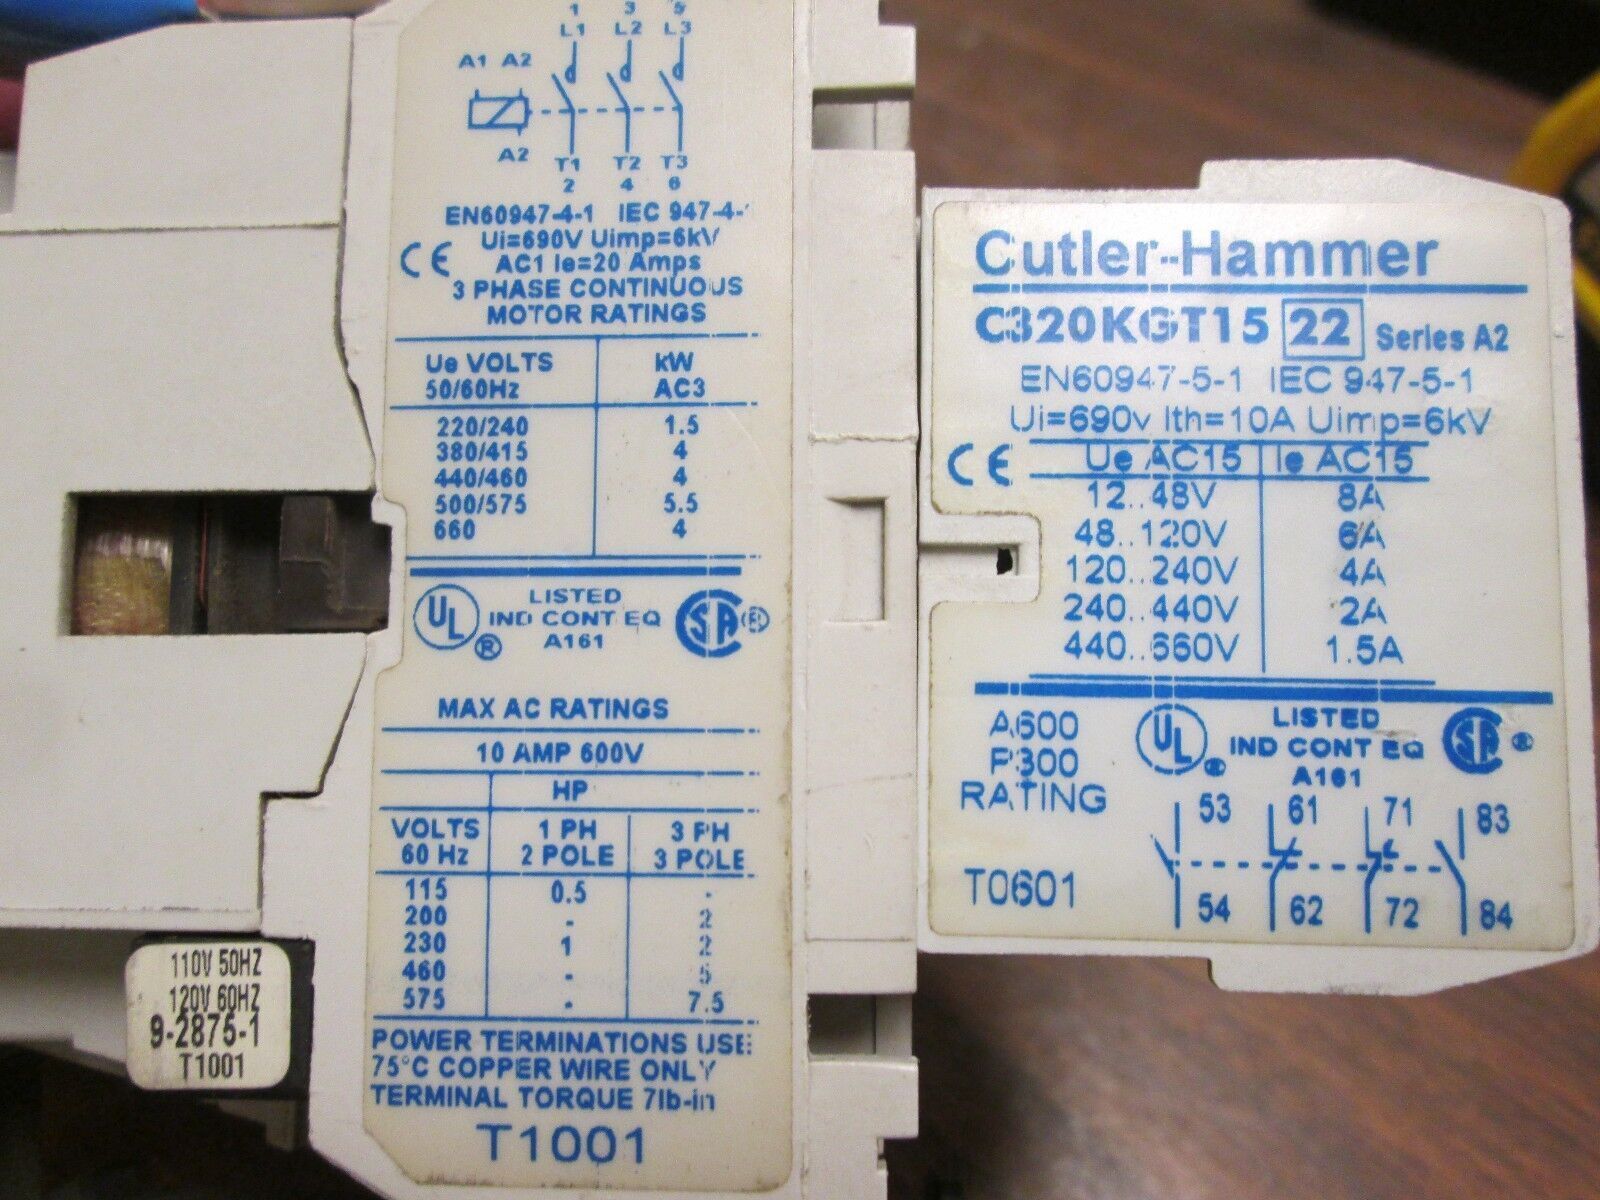 1 3 5
L1 L2 L3
A1 A2
A2
T1 T2 T3
2 4 6
EN60947-4-1 IEC 947-4-
Ui=690V Uimp=6kV
CE
AC1 Ie=20 Amps
3 PHASE CONTINUOUS
MOTOR RATINGS
Ue VOLTS kW
50/60Hz AC3
220/240 1.5
380/415 4
440/460 4
500/575 5.5
660 4
UL ® LISTED
IND CONT EQ
A161
SA ®
MAX AC RATINGS
10 AMP 600V
HP
VOLTS 1 PH 3 PH
60 Hz 2 POLE 3 POLE
115 0.5 -
200 - 2
230 1 2
460 - 5
575 - 7.5
POWER TERMINATIONS USE
75°C COPPER WIRE ONLY
TERMINAL TORQUE 7lb-in
T1001
110V 50HZ
120V 60HZ
9-2875-1
T1001
Cutler-Hammer
C320KGT15 22 Series A2
EN60947-5-1 IEC 947-5-1
Ui=690v Ith=10A Uimp=6kV
CE
Ue AC15 Ie AC15
12..48V 8A
48..120V 6A
120..240V 4A
240..440V 2A
440..660V 1.5A
A600
P300
RATING
UL ® LISTED
IND CONT EQ
A161
SA ®
53 61 71 83
T0601
54 62 72 84